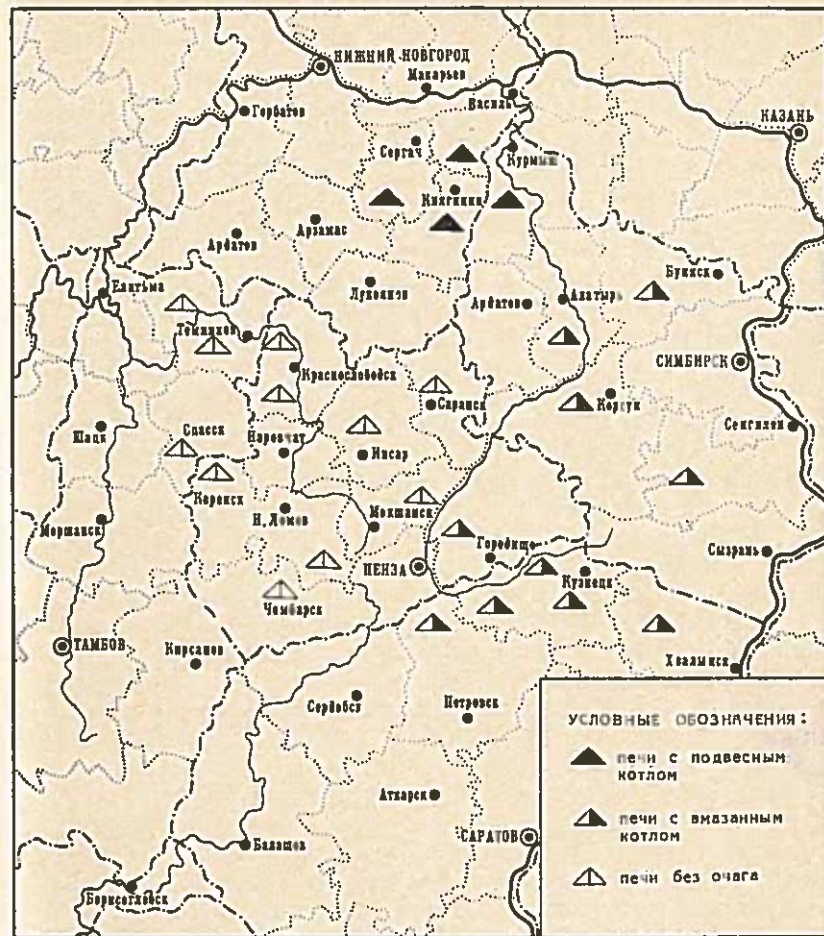 НИЖНИЙ НОВГОРОД
Макарьев
Василь
Горбатов
КАЗАНЬ
Сергач
Курмыш
Княгинин
Арзамас
Ардатов
Лукоянов
Буинск
Елатьма
Ардатов
Алатырь
Темников
СИМБИРСК
Краснослободск
Саранск
Корсун
Сенгилей
Шацк
Спасск
Наровчат
Инсар
Керенск
Н.Ломов
Мокшанск
Моршанск
Городище
Сызрань
ПЕНЗА
Кузнецк
Чембарск
ТАМБОВ
Кирсанов
Хвалынск
Сердобск
Петровск
Аткарск
САРАТОВ
Балашов
Борисоглебск
УСЛОВНЫЕ ОБОЗНАЧЕНИЯ:
печи с подвесным
котлом
печи с вмазанным
котлом
печи без очага